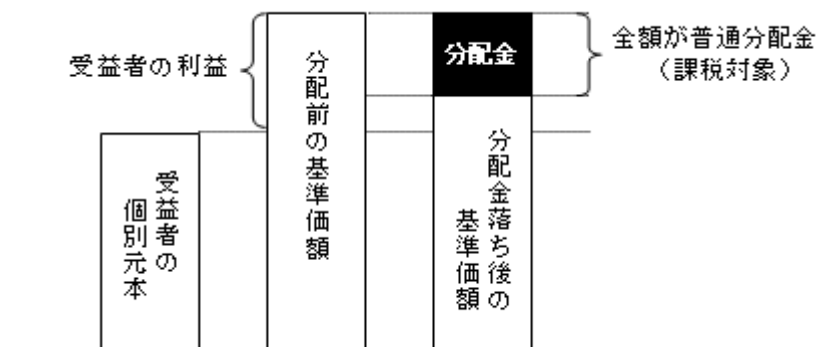 受益者の利益
分配前の基準価額
分配金
全額が普通分配金
（課税対象）
受益者の
個別元本
分配金落ち後の
基準価額